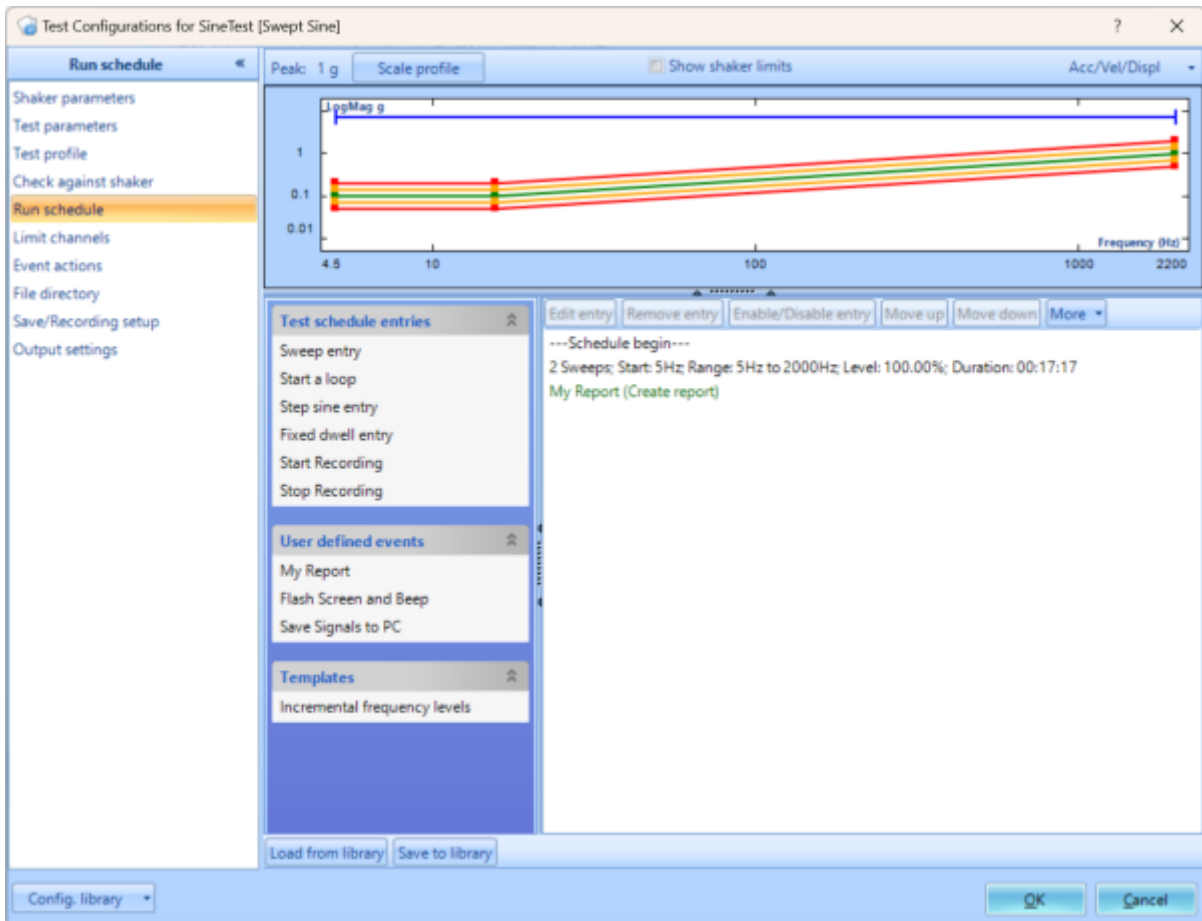 Test Configurations for SineTest [Swept Sine]
?
Run schedule
Shaker parameters
Test parameters
Test profile
Check against shaker
Run schedule
Limit channels
Event actions
File directory
Save/Recording setup
Output settings
Peak: 1 g
Scale profile
Show shaker limits
Acc/Vel/Displ
LogMag g
1
0.1
0.01
Frequency (Hz)
4.5 10 100 1000 2200
Test schedule entries
Sweep entry
Start a loop
Step sine entry
Fixed dwell entry
Start Recording
Stop Recording
User defined events
My Report
Flash Screen and Beep
Save Signals to PC
Templates
Incremental frequency levels
Edit entry Remove entry Enable/Disable entry Move up Move down More
---Schedule begin---
2 Sweeps; Start: 5Hz; Range: 5Hz to 2000Hz; Level: 100.00%; Duration: 00:17:17
My Report (Create report)
Load from library Save to library
Config. library
OK Cancel